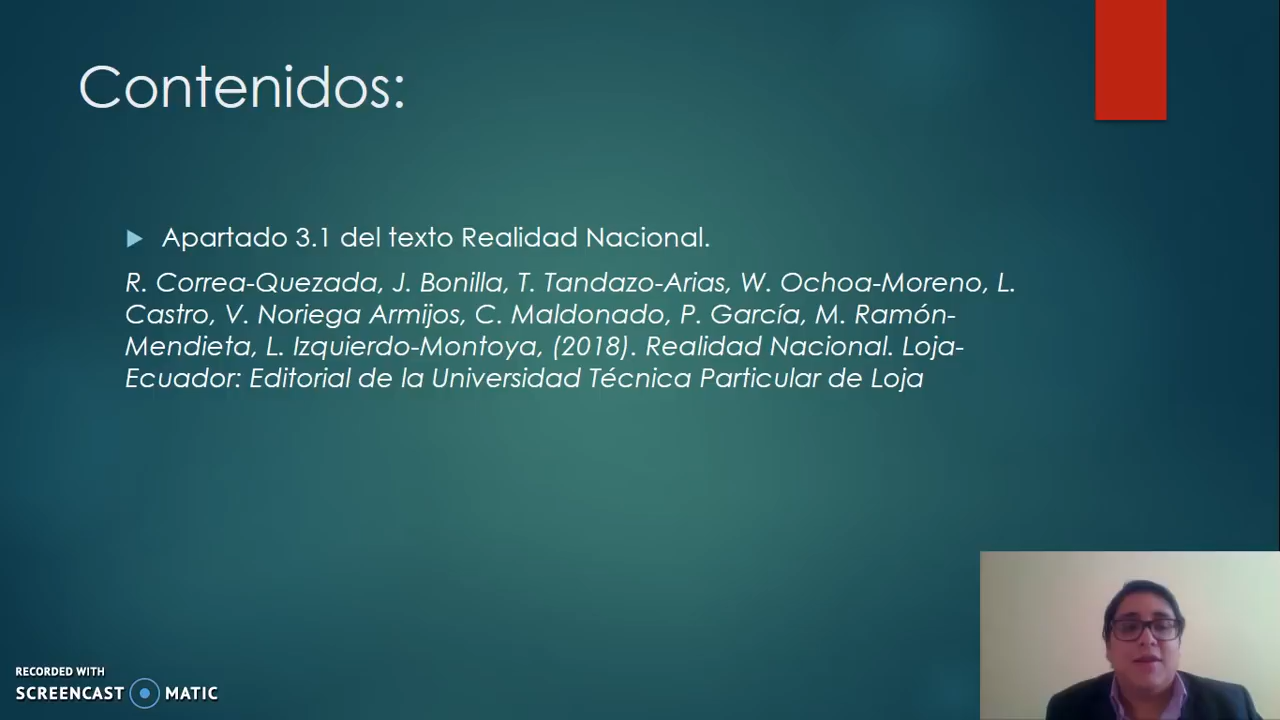 Contenidos:
Apartado 3.1 del texto Realidad Nacional.
R. Correa-Quezada, J. Bonilla, T. Tandazo-Arias, W. Ochoa-Moreno, L.
Castro, V. Noriega Armijos, C. Maldonado, P. García, M. Ramón-
Mendieta, L. Izquierdo-Montoya, (2018). Realidad Nacional. Loja-
Ecuador: Editorial de la Universidad Técnica Particular de Loja
RECORDED WITH
SCREENCAST MATIC